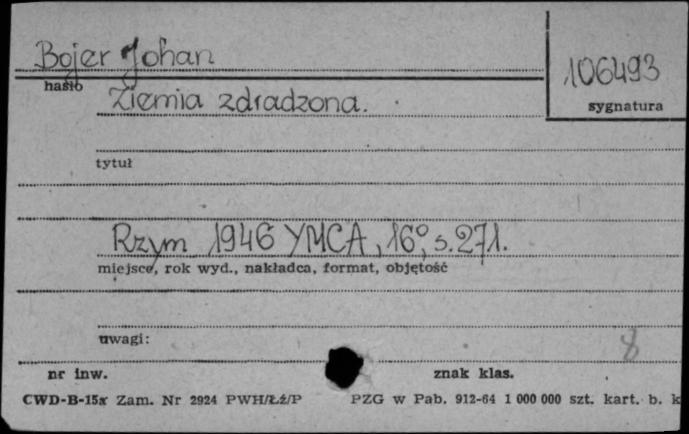 Bojer Johan
106493
hasło
sygnatura
Ziemia zdradzona.
tytuł
Rzym 1946 YMCA, 16°, s. 271.
miejsce, rok wyd., nakładca, format, objętość
uwagi:
8
nr inw.
znak klas.
CWD-B-15x Zam. Nr 2924 PWH/Łź/P PZG w Pab. 912-64 1 000 000 szt. kart. b. k